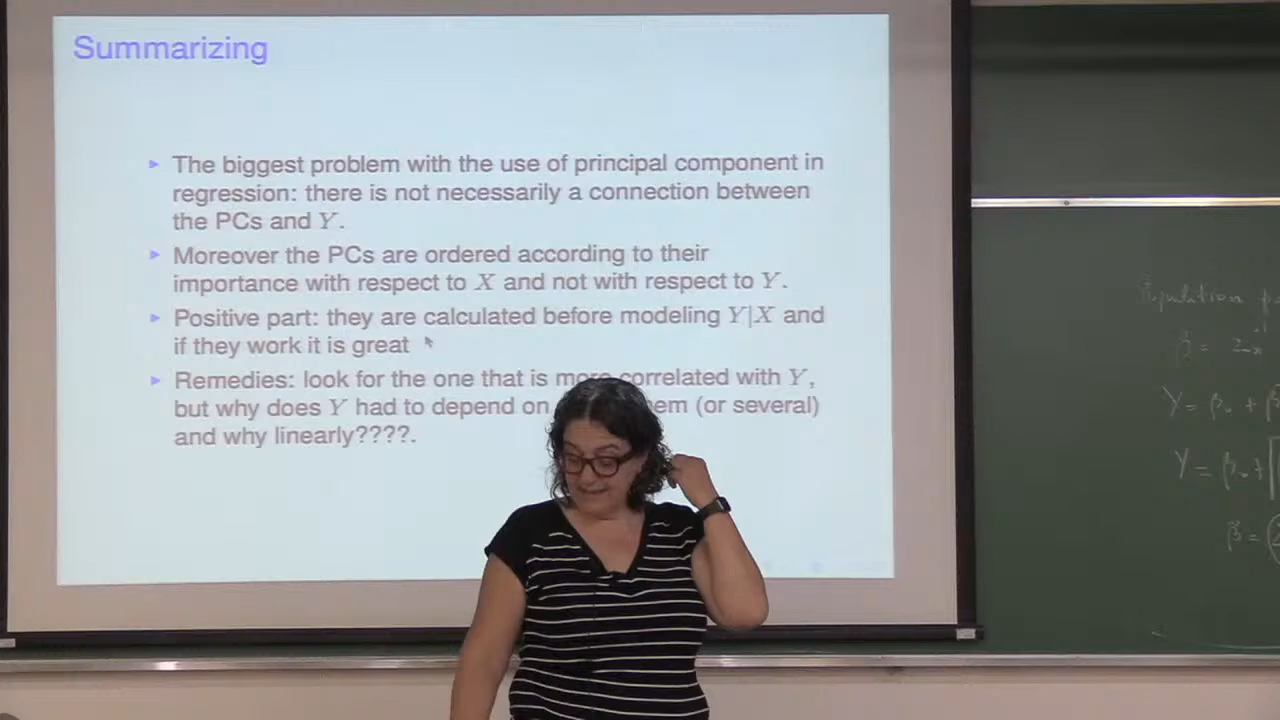 Summarizing
The biggest problem with the use of principal component in
regression: there is not necessarily a connection between
the PCs and Y.
Moreover the PCs are ordered according to their
importance with respect to X and not with respect to Y.
Positive part: they are calculated before modeling Y|X and
if they work it is great
Remedies: look for the one that is more correlated with Y,
but why does Y had to depend on (or several)
and why linearly????.
Y = β₀ +